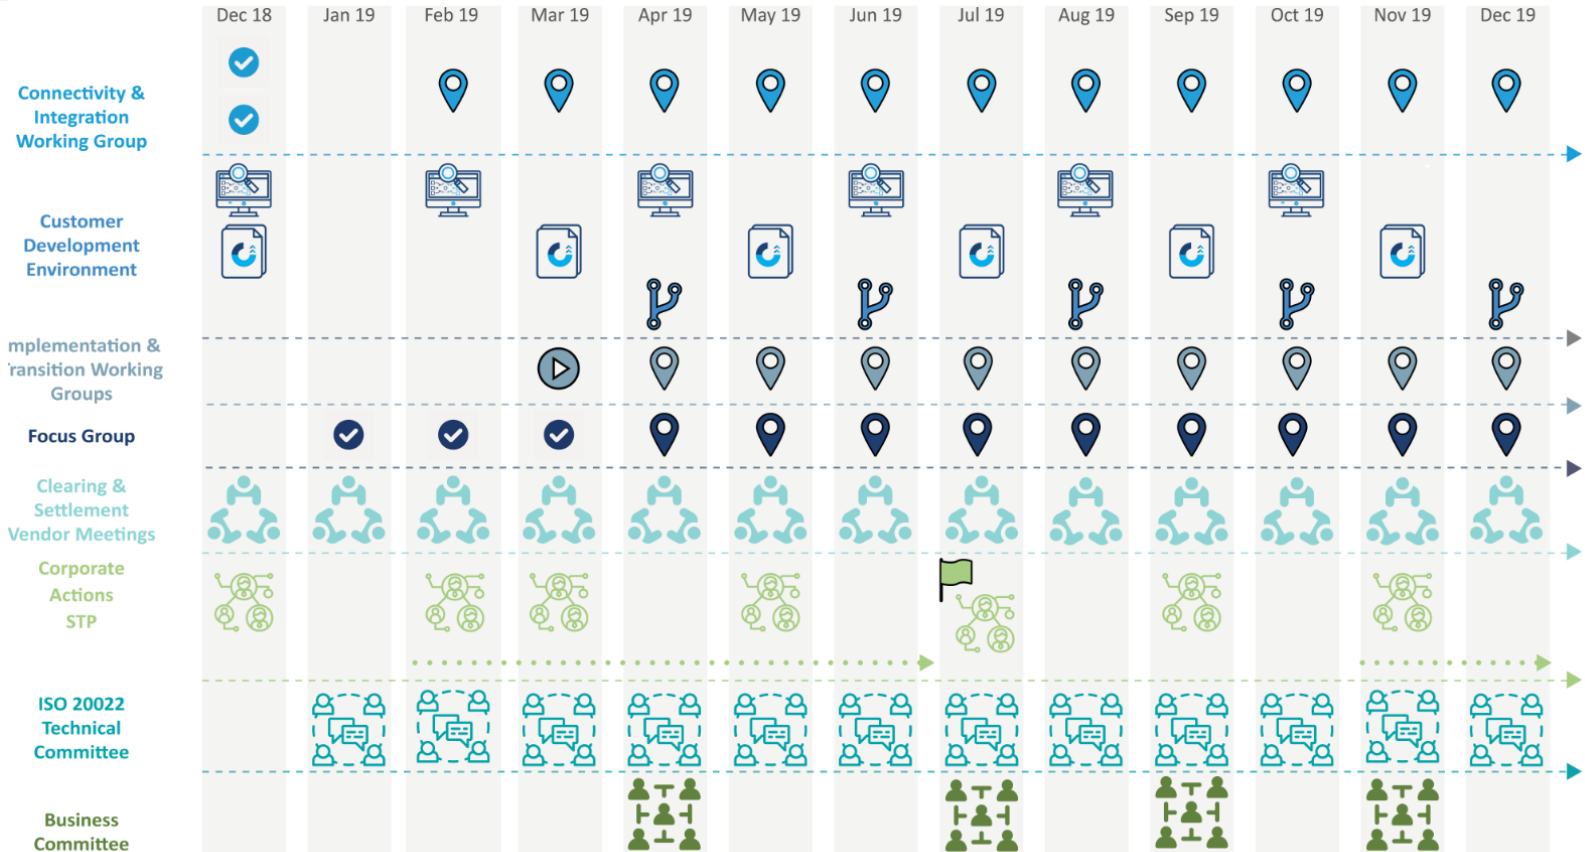 Dec 18 Jan 19 Feb 19 Mar 19 Apr 19 May 19 Jun 19 Jul 19 Aug 19 Sep 19 Oct 19 Nov 19 Dec 19
Connectivity &
Integration
Working Group
Customer
Development
Environment
mplementation &
ransition Working
Groups
Focus Group
Clearing &
Settlement
Vendor Meetings
Corporate
Actions
STP
ISO 20022
Technical
Committee
Business
Committee